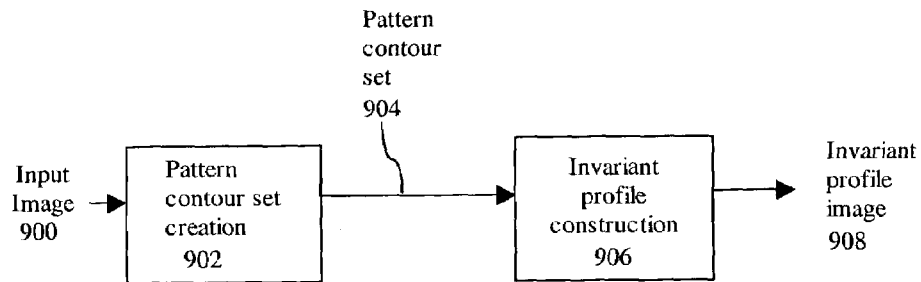 Input
Image
900
Pattern
contour set
creation
902
Pattern
contour
set
904
Invariant
profile
construction
906
Invariant
profile
image
908